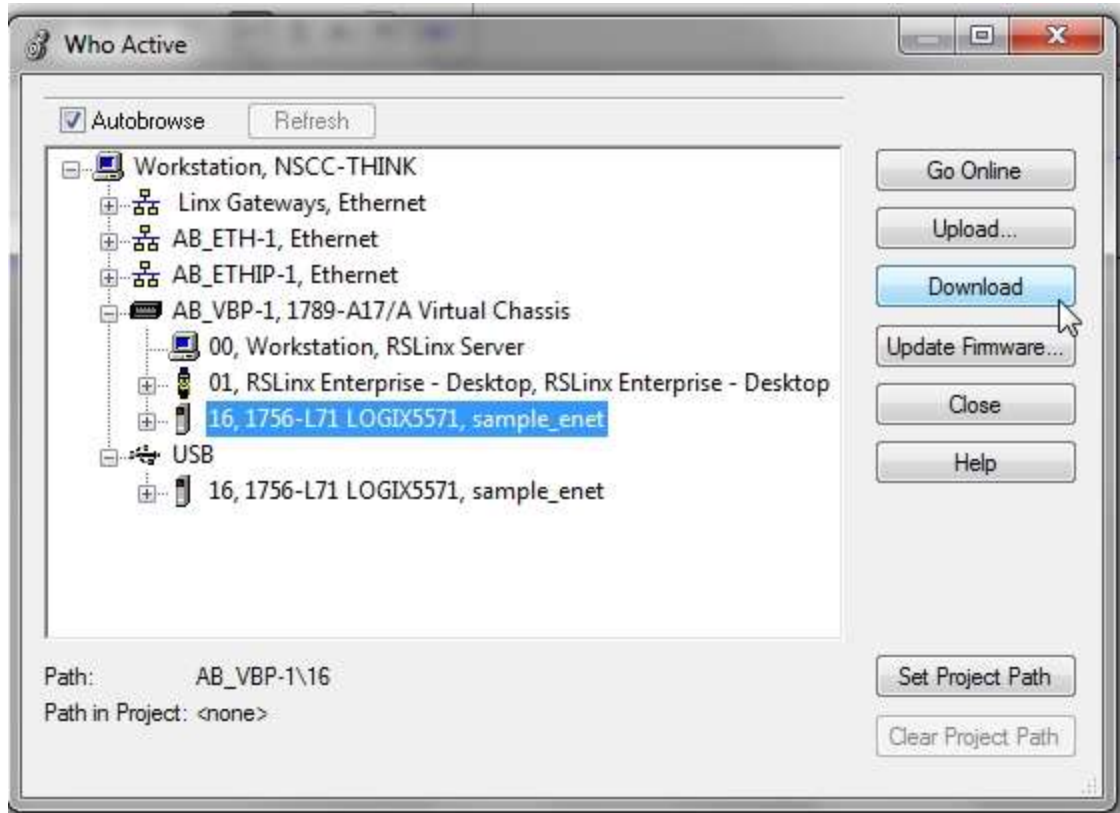 Who Active
Autobrowse Refresh
Workstation, NSCC-THINK
Linx Gateways, Ethernet
AB_ETH-1, Ethernet
AB_ETHIP-1, Ethernet
AB_VBP-1, 1789-A17/A Virtual Chassis
00, Workstation, RSLinx Server
01, RSLinx Enterprise - Desktop, RSLinx Enterprise - Desktop
16, 1756-L71 LOGIX5571, sample_enet
USB
16, 1756-L71 LOGIX5571, sample_enet
Go Online
Upload...
Download
Update Firmware...
Close
Help
Path: AB_VBP-1\16
Path in Project: <none>
Set Project Path
Clear Project Path